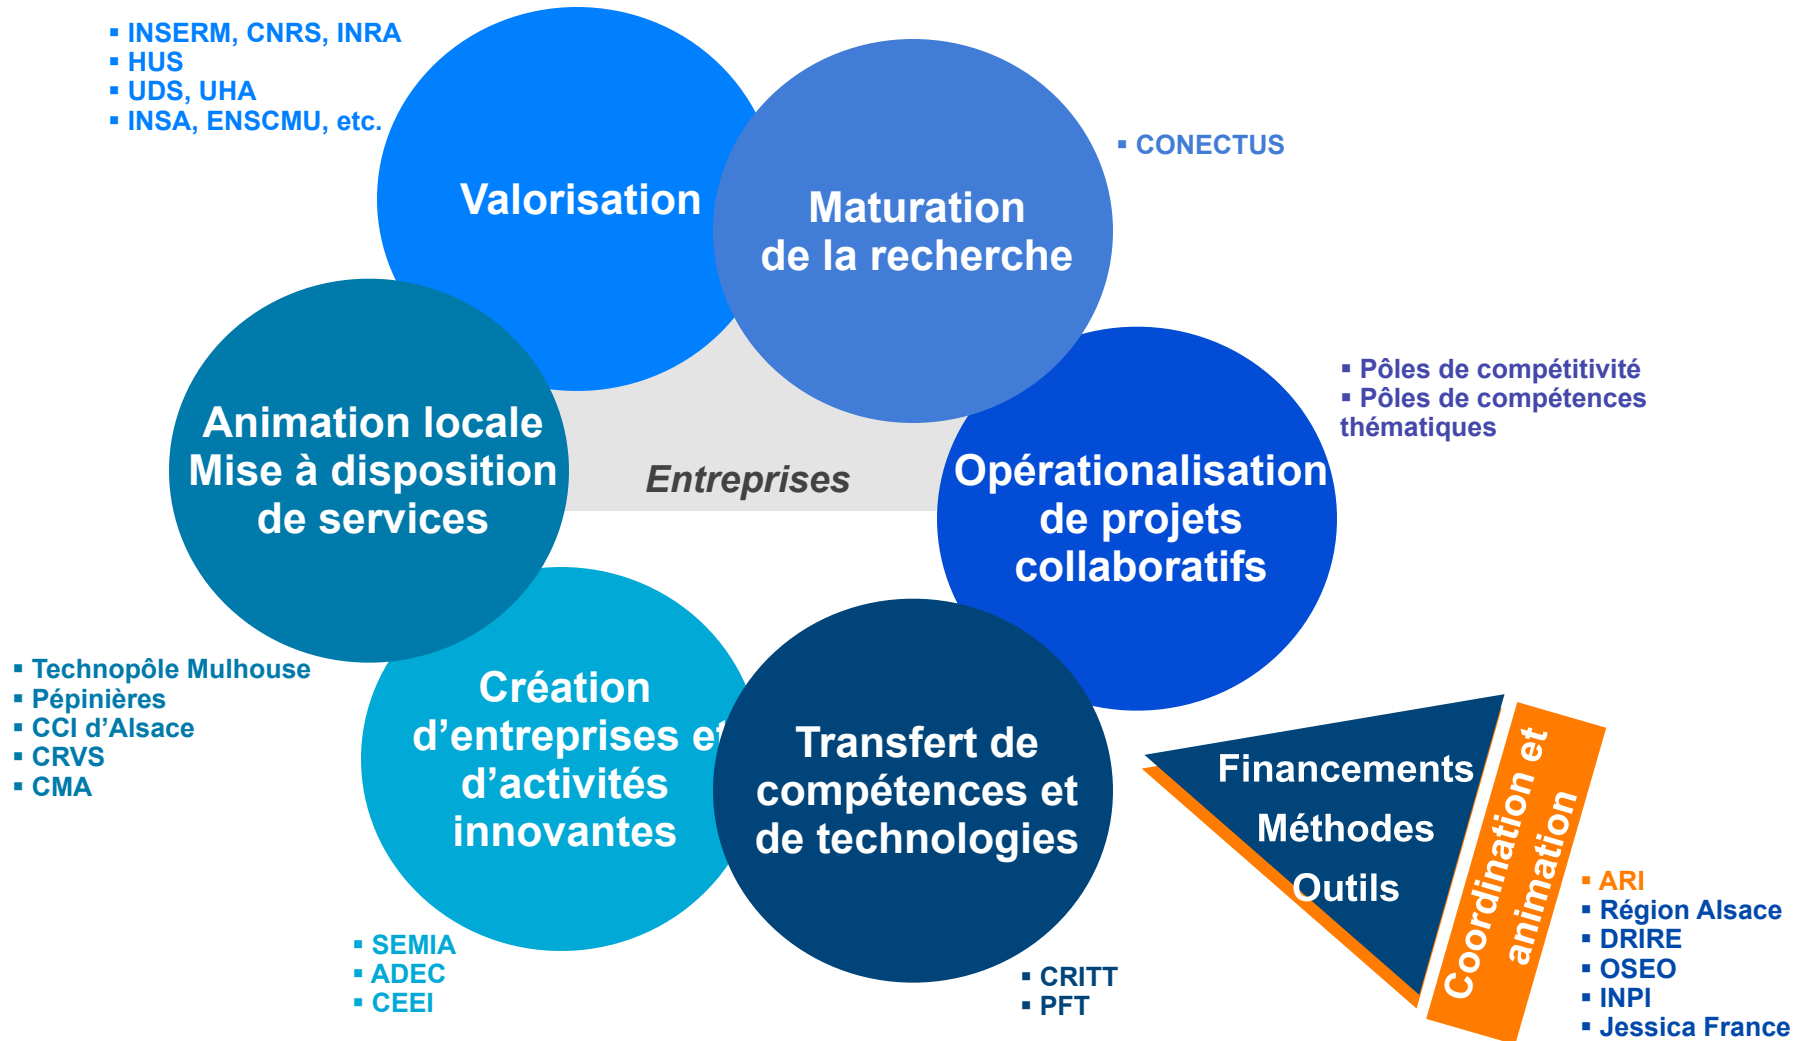 ▪ INSERM, CNRS, INRA
▪ HUS
▪ UDS, UHA
▪ INSA, ENSCMU, etc.
Valorisation
Maturation
de la recherche
▪ CONECTUS
▪ Pôles de compétitivité
▪ Pôles de compétences
thématiques
Animation locale
Mise à disposition
de services
Entreprises
Opérationalisation
de projets
collaboratifs
▪ Technopôle Mulhouse
▪ Pépinières
▪ CCI d’Alsace
▪ CRVS
▪ CMA
Création
d’entreprises et
d’activités
innovantes
Transfert de
compétences et
de technologies
Financements
Méthodes
Outils
Coordination et
animation
▪ SEMIA
▪ ADEC
▪ CEEI
▪ CRITT
▪ PFT
▪ ARI
▪ Région Alsace
▪ DRIRE
▪ OSEO
▪ INPI
▪ Jessica France